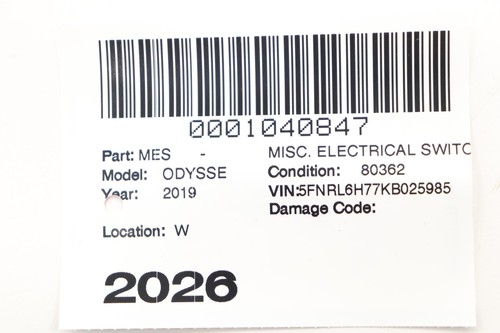 0001040847
Part: MES - MISC. ELECTRICAL SWITC
Model: ODYSSE Condition: 80362
Year: 2019 VIN:5FNRL6H77KB025985
Damage Code:
Location: W
2026